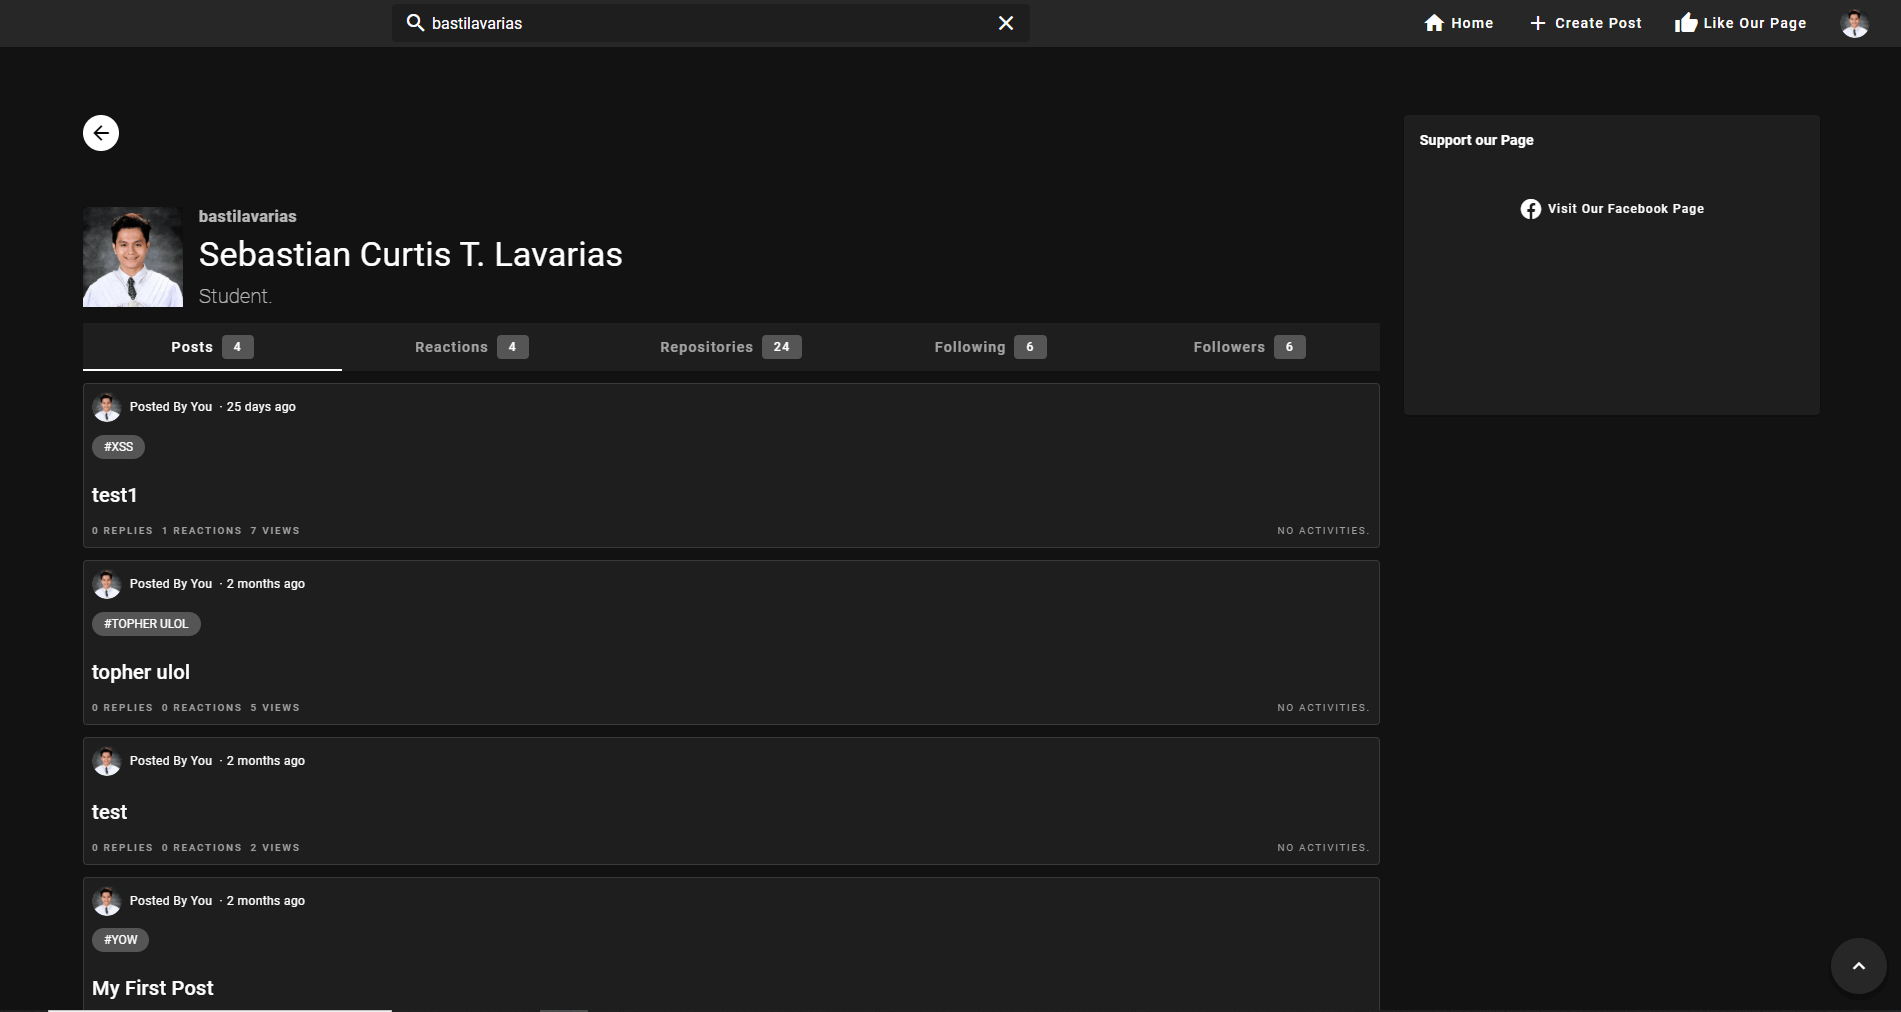 bastilavarias
Home
Create Post
Like Our Page
bastilavarias
Sebastian Curtis T. Lavarias
Student.
Support our Page
Visit Our Facebook Page
Posts 4
Reactions 4
Repositories 24
Following 6
Followers 6
Posted By You · 25 days ago
#XSS
test1
0 REPLIES 1 REACTIONS 7 VIEWS
NO ACTIVITIES.
Posted By You · 2 months ago
#TOPHER ULOL
topher ulol
0 REPLIES 0 REACTIONS 5 VIEWS
NO ACTIVITIES.
Posted By You · 2 months ago
test
0 REPLIES 0 REACTIONS 2 VIEWS
NO ACTIVITIES.
Posted By You · 2 months ago
#YOW
My First Post